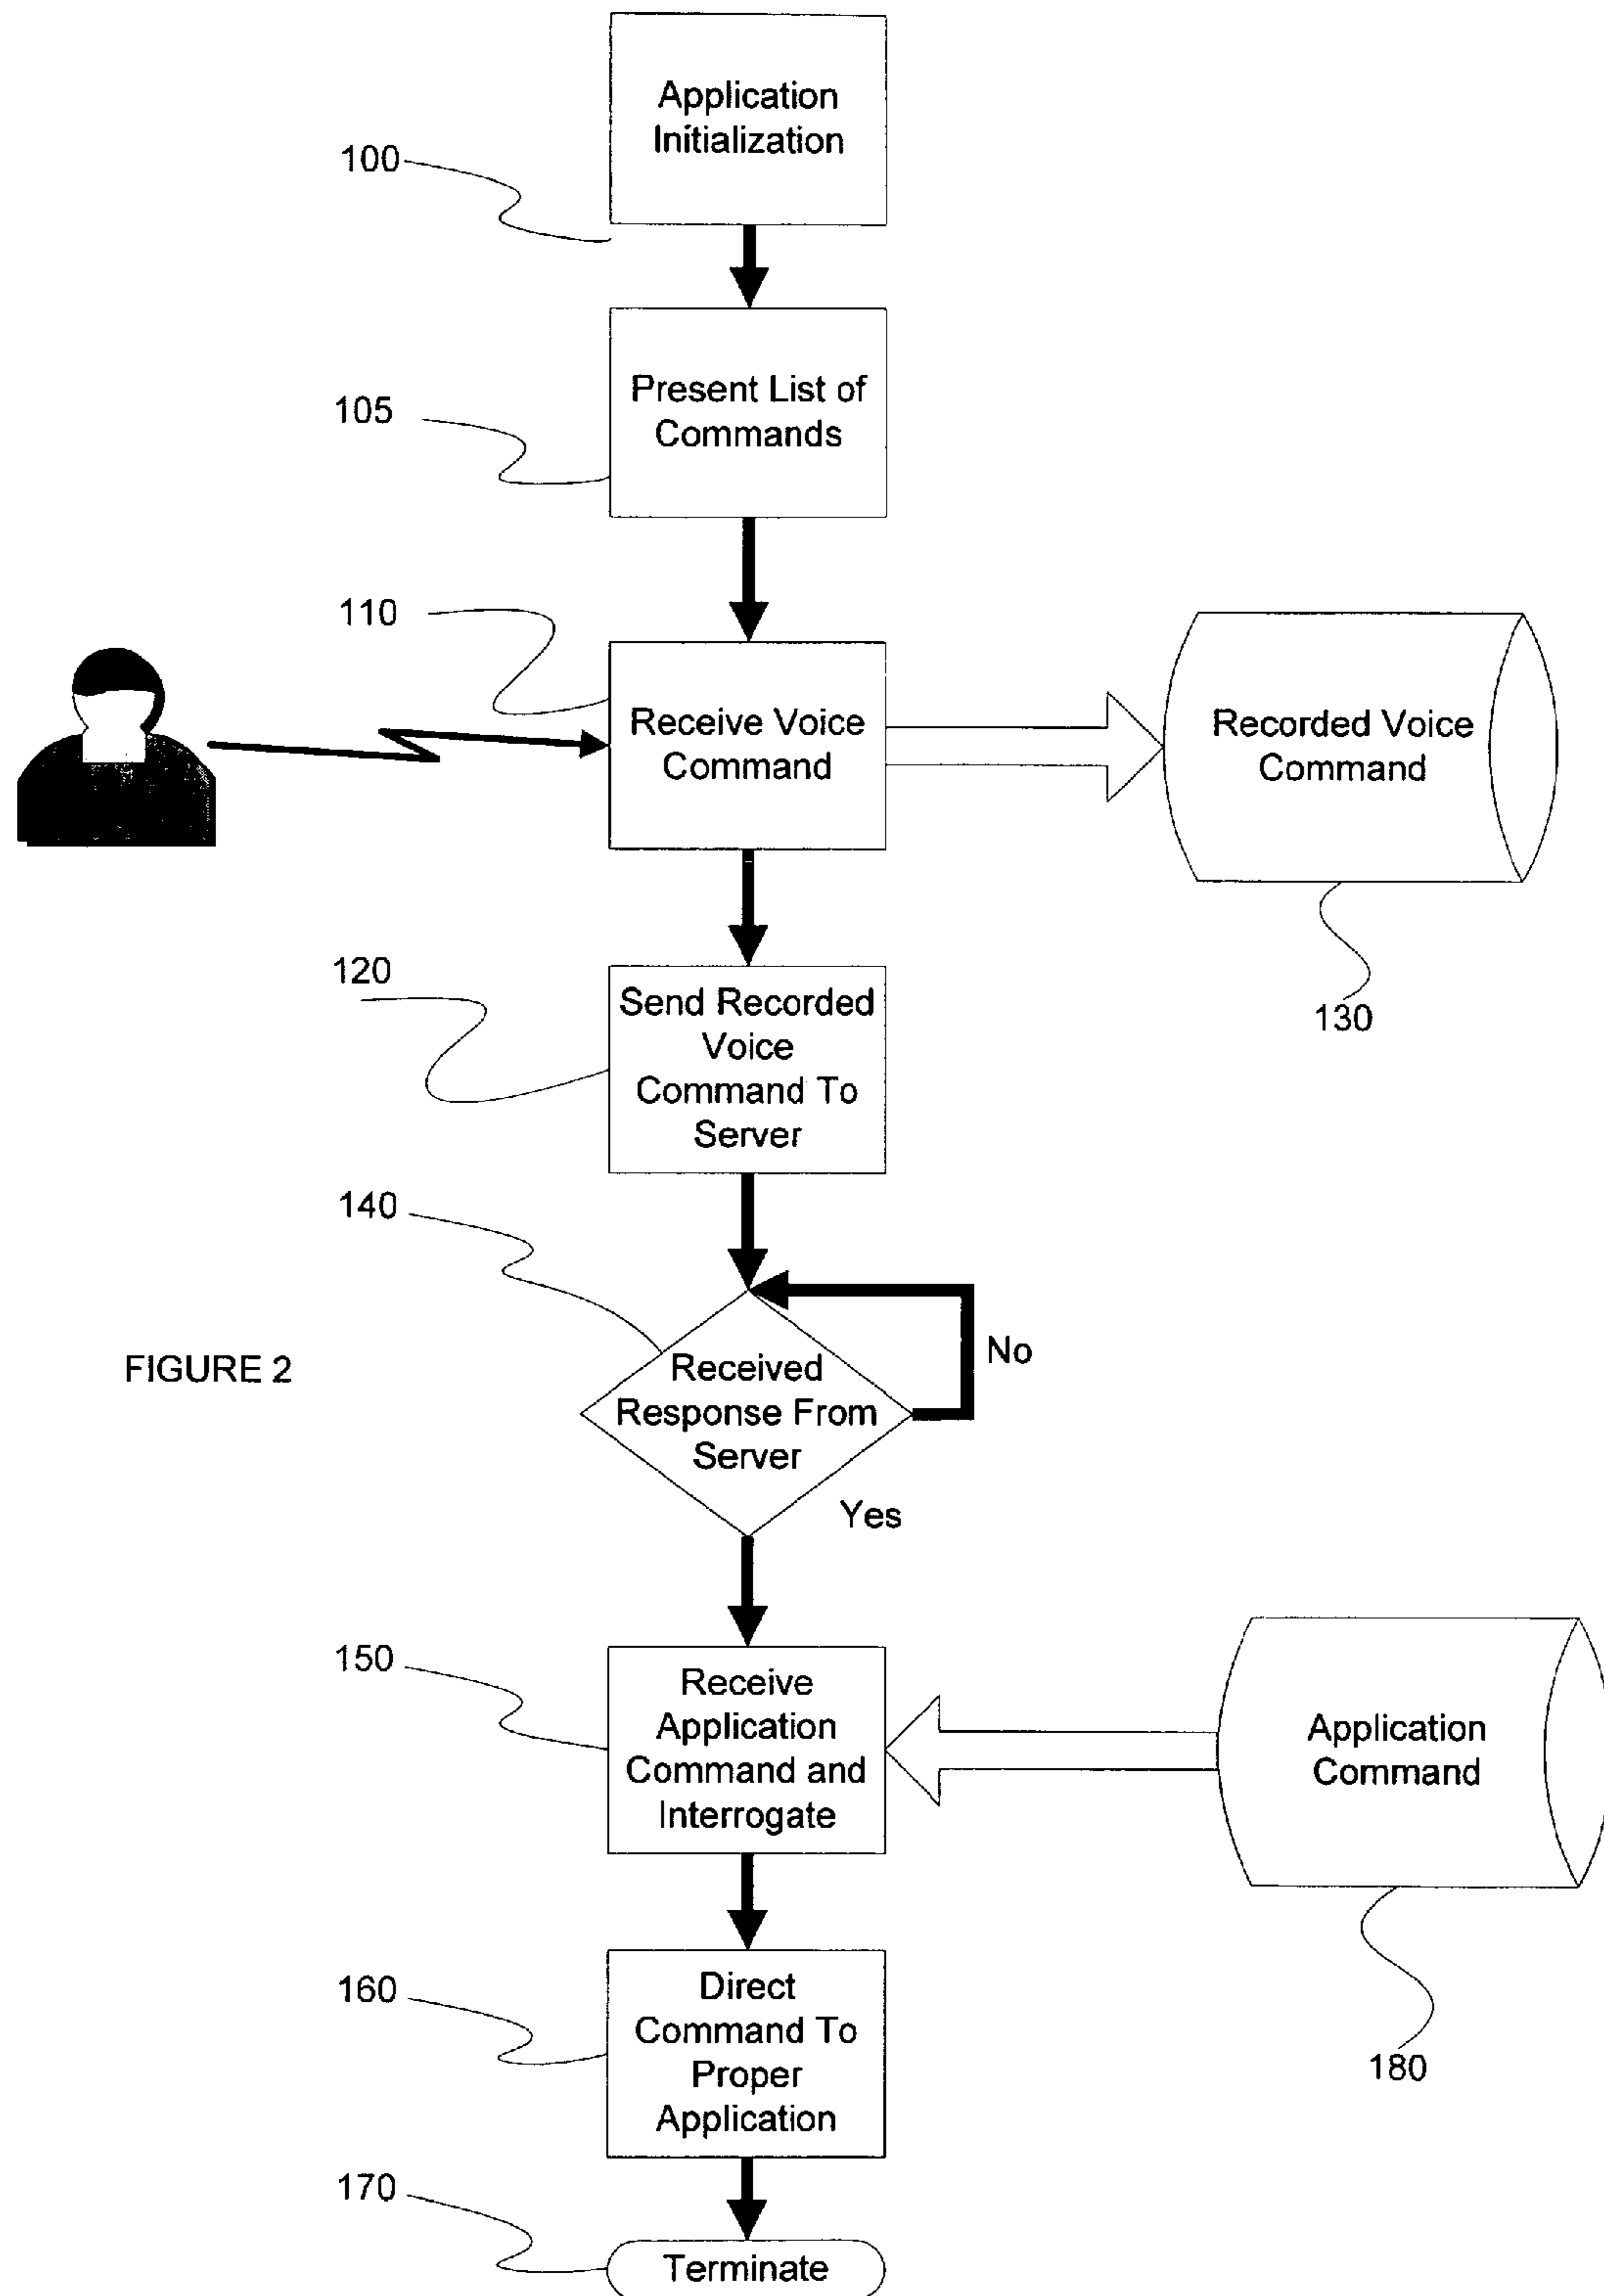 Application
Initialization
100
Present List of
Commands
105
110
Receive Voice
Command
Recorded Voice
Command
130
120
Send Recorded
Voice
Command To
Server
140
Received
Response From
Server
No
Yes
FIGURE 2
150
Receive
Application
Command and
Interrogate
Application
Command
180
160
Direct
Command To
Proper
Application
170
Terminate